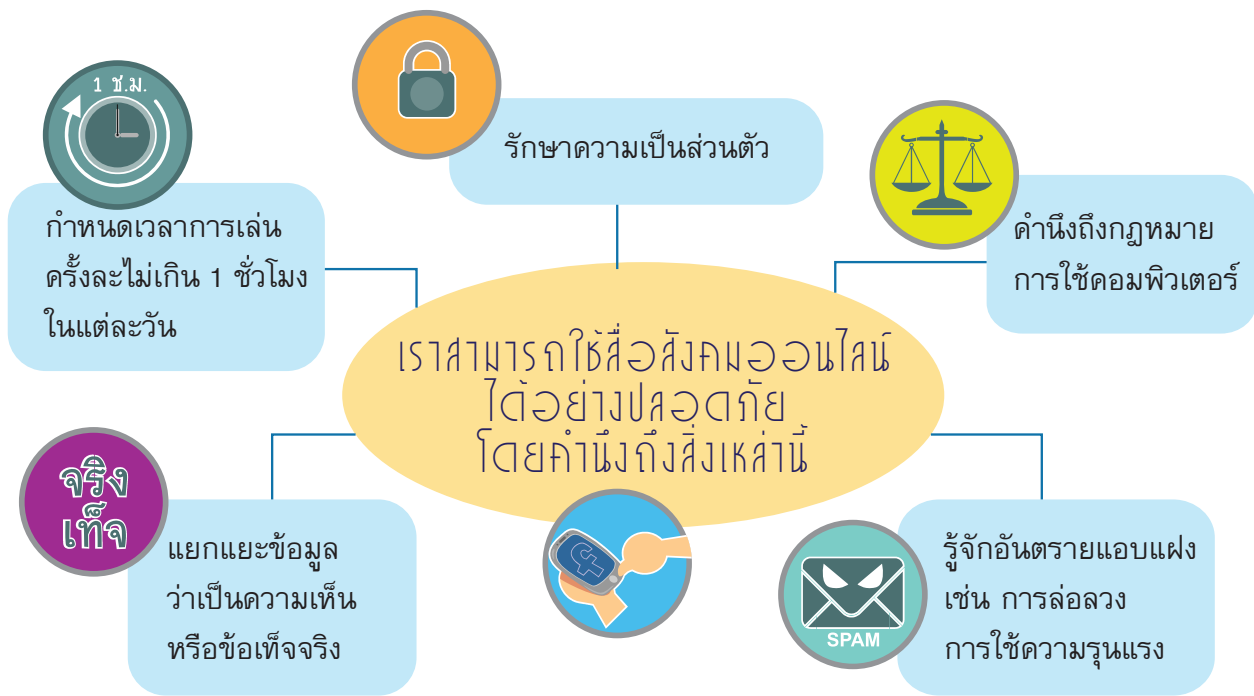 1 ช.ม.
กำหนดเวลาการเล่น
ครั้งละไม่เกิน 1 ชั่วโมง
ในแต่ละวัน
รักษาความเป็นส่วนตัว
คำนึงถึงกฎหมาย
การใช้คอมพิวเตอร์
เราสามารถใช้สื่อสังคมออนไลน์
ได้อย่างปลอดภัย
โดยคำนึงถึงสิ่งเหล่านี้
จริง
เท็จ
แยกแยะข้อมูล
ว่าเป็นความเห็น
หรือข้อเท็จจริง
f
SPAM
รู้จักอันตรายแอบแฝง
เช่น การล่อลวง
การใช้ความรุนแรง